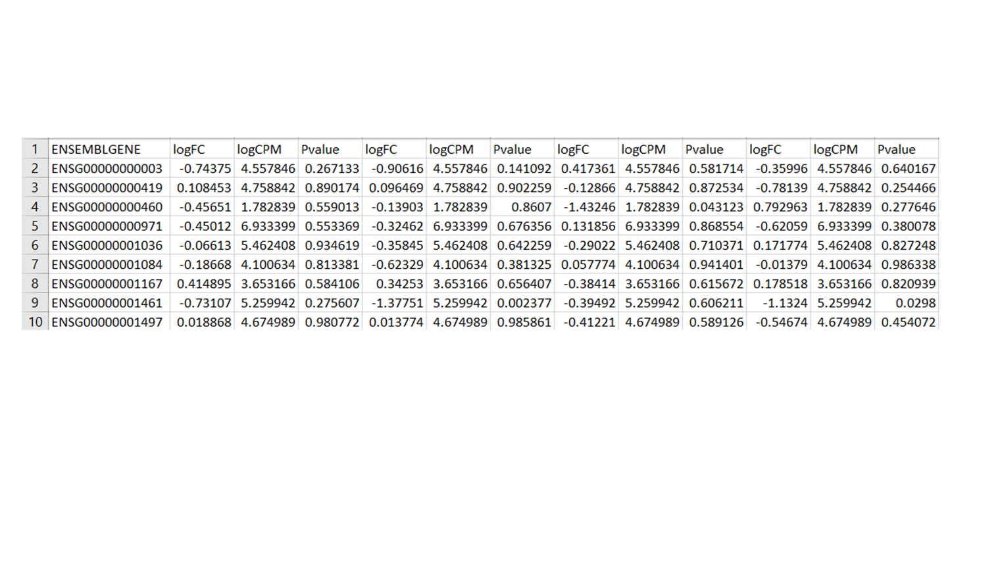 1 ENSEMBLGENE logFC logCPM Pvalue logFC logCPM Pvalue logFC logCPM Pvalue logFC logCPM Pvalue
2 ENSG00000000003 -0.74375 4.557846 0.267133 -0.90616 4.557846 0.141092 0.417361 4.557846 0.581714 -0.35996 4.557846 0.640167
3 ENSG00000000419 0.108453 4.758842 0.890174 0.096469 4.758842 0.902259 -0.12866 4.758842 0.872534 -0.78139 4.758842 0.254466
4 ENSG00000000460 -0.45651 1.782839 0.559013 -0.13903 1.782839 0.8607 -1.43246 1.782839 0.043123 0.792963 1.782839 0.277646
5 ENSG00000000971 -0.45012 6.933399 0.553369 -0.32462 6.933399 0.676356 0.131856 6.933399 0.868554 -0.62059 6.933399 0.380078
6 ENSG00000001036 -0.06613 5.462408 0.934619 -0.35845 5.462408 0.642259 -0.29022 5.462408 0.710371 0.171774 5.462408 0.827248
7 ENSG00000001084 -0.18668 4.100634 0.813381 -0.62329 4.100634 0.381325 0.057774 4.100634 0.941401 -0.01379 4.100634 0.986338
8 ENSG00000001167 0.414895 3.653166 0.584106 0.34253 3.653166 0.656407 -0.38414 3.653166 0.615672 0.178518 3.653166 0.820939
9 ENSG00000001461 -0.73107 5.259942 0.275607 -1.37751 5.259942 0.002377 -0.39492 5.259942 0.606211 -1.1324 5.259942 0.0298
10 ENSG00000001497 0.018868 4.674989 0.980772 0.013774 4.674989 0.985861 -0.41221 4.674989 0.589126 -0.54674 4.674989 0.454072